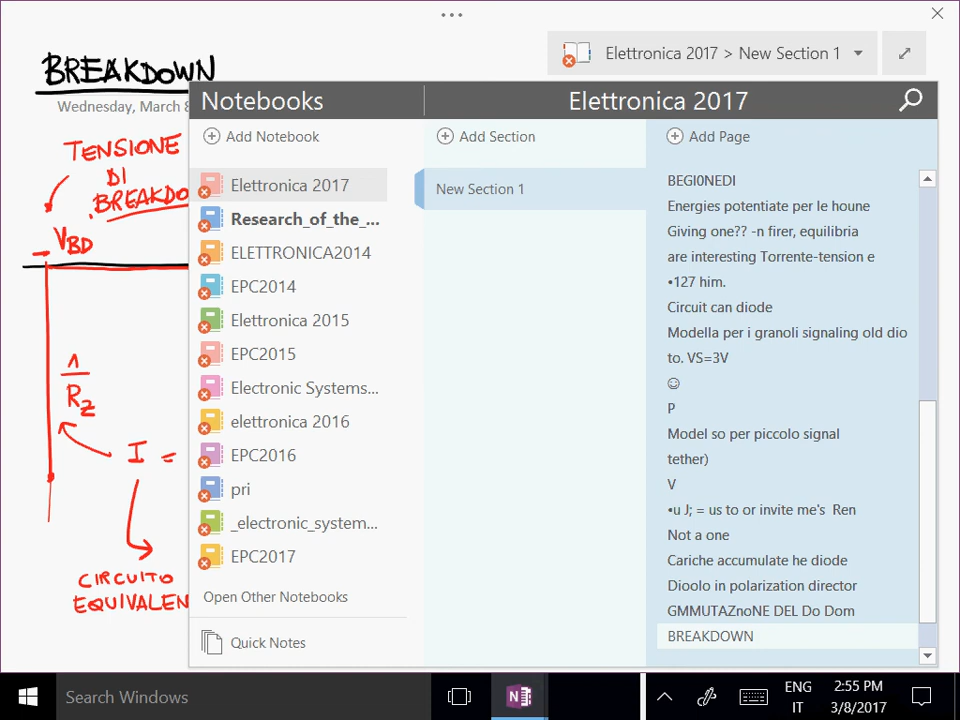 BREAKDOWN
Wednesday, March 8
TENSIONE
DI
BREAKDO
VBD
1
RZ
I =
CIRCUITO
EQUIVALEN
Elettronica 2017 > New Section 1
Notebooks
Elettronica 2017
Add Notebook
Add Section
Add Page
Elettronica 2017
Research_of_the_...
ELETTRONICA2014
EPC2014
Elettronica 2015
EPC2015
Electronic Systems...
elettronica 2016
EPC2016
pri
_electronic_system...
EPC2017
Open Other Notebooks
Quick Notes
New Section 1
BEGI0NEDI
Energies potentiate per le houne
Giving one?? -n firer, equilibria
are interesting Torrente-tension e
•127 him.
Circuit can diode
Modella per i granoli signaling old dio
to. VS=3V
☺
P
Model so per piccolo signal
tether)
V
•u J; = us to or invite me's Ren
Not a one
Cariche accumulate he diode
Dioolo in polarization director
GMMUTAZnoNE DEL Do Dom
BREAKDOWN
Search Windows
N
ENG
IT
2:55 PM
3/8/2017